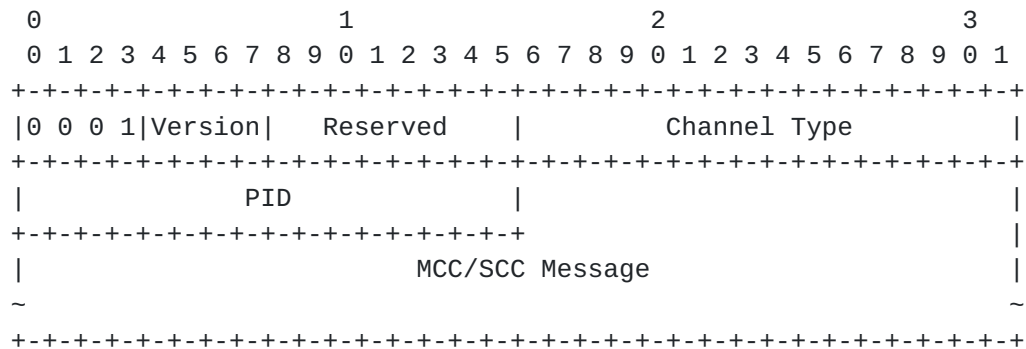 0                   1                   2                   3
 0 1 2 3 4 5 6 7 8 9 0 1 2 3 4 5 6 7 8 9 0 1 2 3 4 5 6 7 8 9 0 1
+-+-+-+-+-+-+-+-+-+-+-+-+-+-+-+-+-+-+-+-+-+-+-+-+-+-+-+-+-+-+-+-+
|0 0 0 1|Version|   Reserved    |         Channel Type          |
+-+-+-+-+-+-+-+-+-+-+-+-+-+-+-+-+-+-+-+-+-+-+-+-+-+-+-+-+-+-+-+-+
|              PID              |                               |
+-+-+-+-+-+-+-+-+-+-+-+-+-+-+-+-+                               |
|                         MCC/SCC Message                       |
~                                                               ~
+-+-+-+-+-+-+-+-+-+-+-+-+-+-+-+-+-+-+-+-+-+-+-+-+-+-+-+-+-+-+-+-+